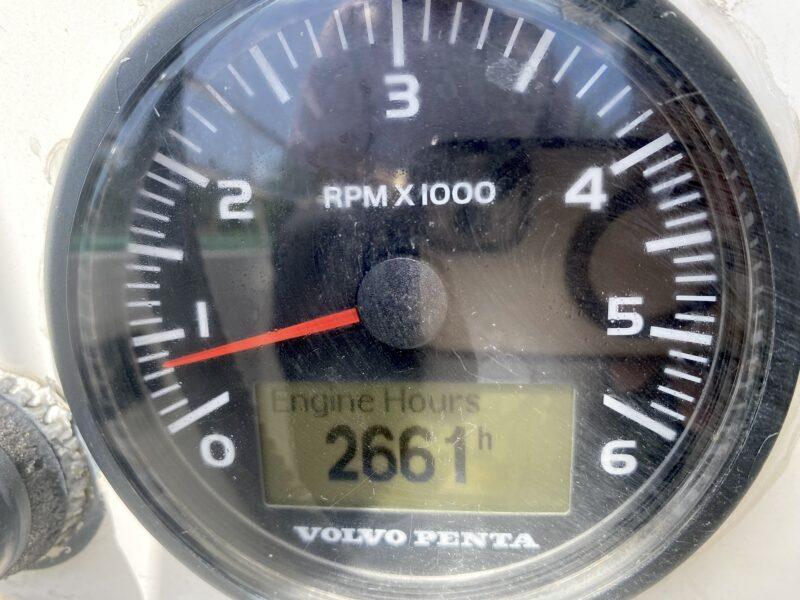 3
RPM X 1000
2
4
1
5
0
6
Engine Hours
2661 h
VOLVO PENTA